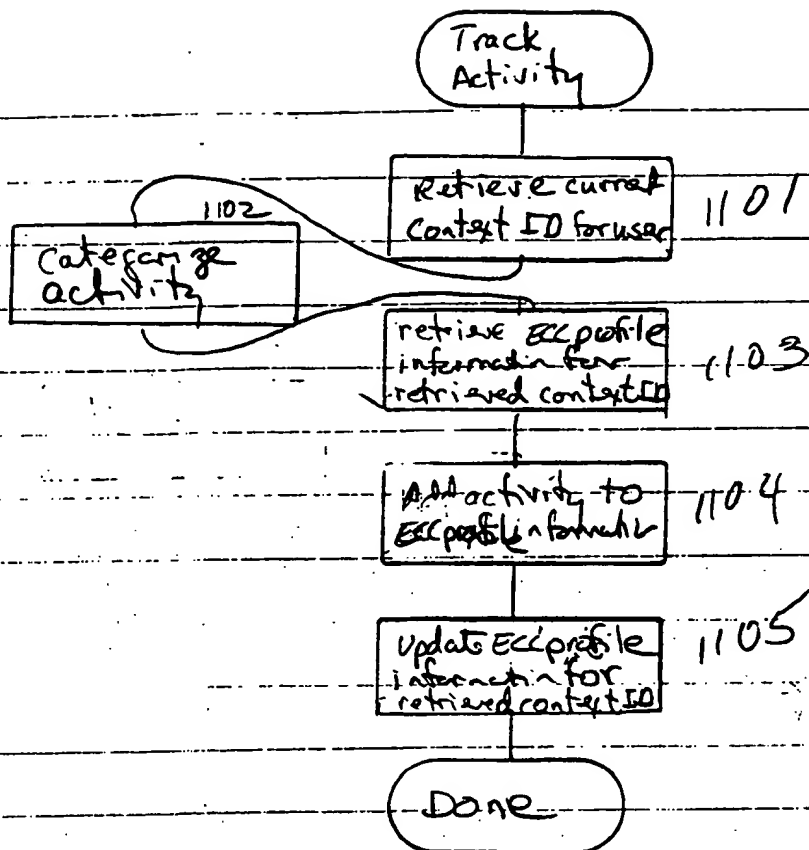 Track
Activity
Retrieve current
context ID for user
1101
1102
Categorize
activity
retrieve ECC profile
information for
retrieved context ID
1103
Add activity to
ECC profile information
1104
update ECC profile
information for
retrieved context ID
1105
Done